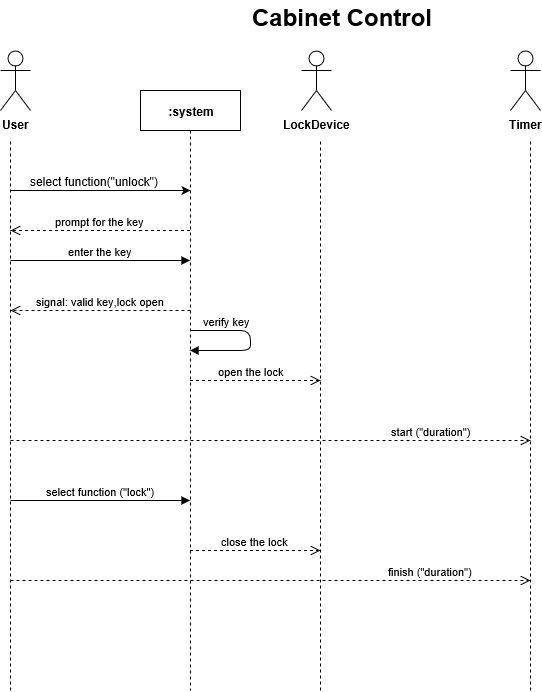 Cabinet Control
User
:system
LockDevice
Timer
select function("unlock")
prompt for the key
enter the key
signal: valid key,lock open
verify key
open the lock
start ("duration")
select function ("lock")
close the lock
finish ("duration")